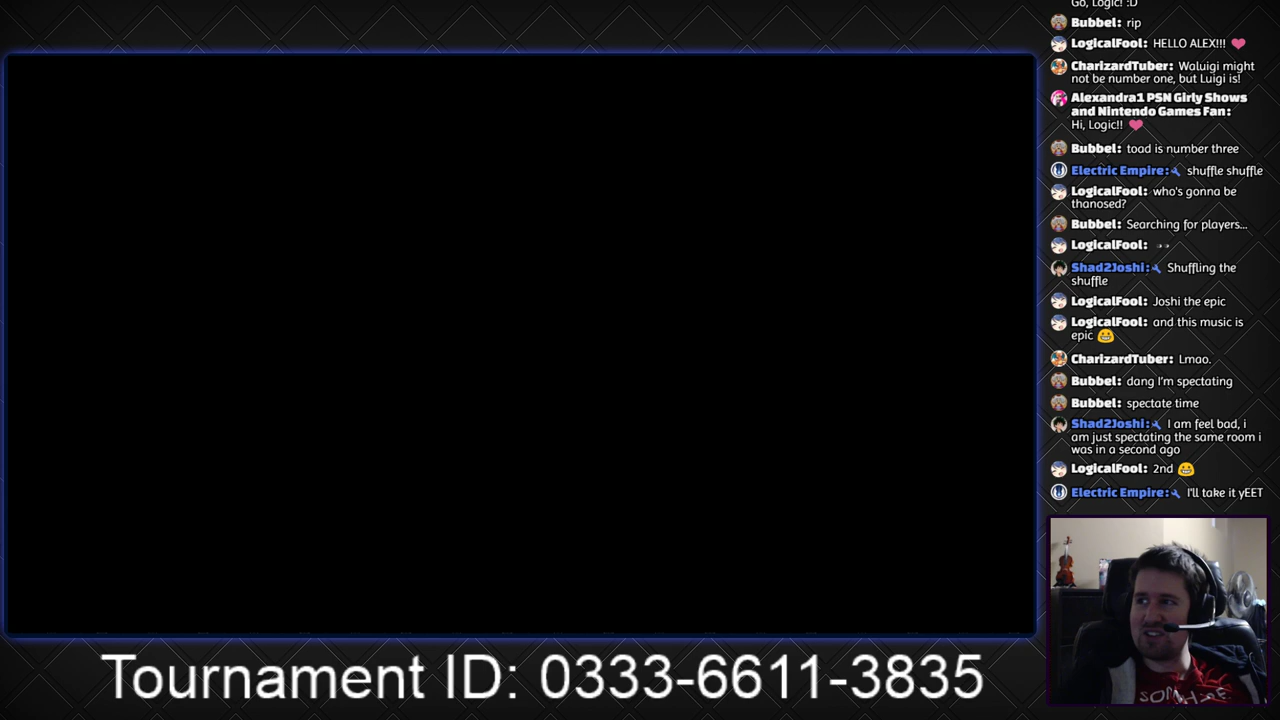 Go, Logic! :D
Bubbel: rip
LogicalFool: HELLO ALEX!!!
CharizardTuber: Waluigi might
not be number one, but Luigi is!
Alexandra1 PSN Girly Shows
and Nintendo Games Fan:
Hi, Logic!!
Bubbel: toad is number three
Electric Empire: shuffle shuffle
LogicalFool: who's gonna be
thanosed?
Bubbel: Searching for players...
LogicalFool:
Shad2Joshi: Shuffling the
shuffle
LogicalFool: Joshi the epic
LogicalFool: and this music is
epic
CharizardTuber: Lmao.
Bubbel: dang I'm spectating
Bubbel: spectate time
Shad2Joshi: I am feel bad, i
am just spectating the same room i
was in a second ago
LogicalFool: 2nd
Electric Empire: I'll take it yEET
Tournament ID: 0333-6611-3835